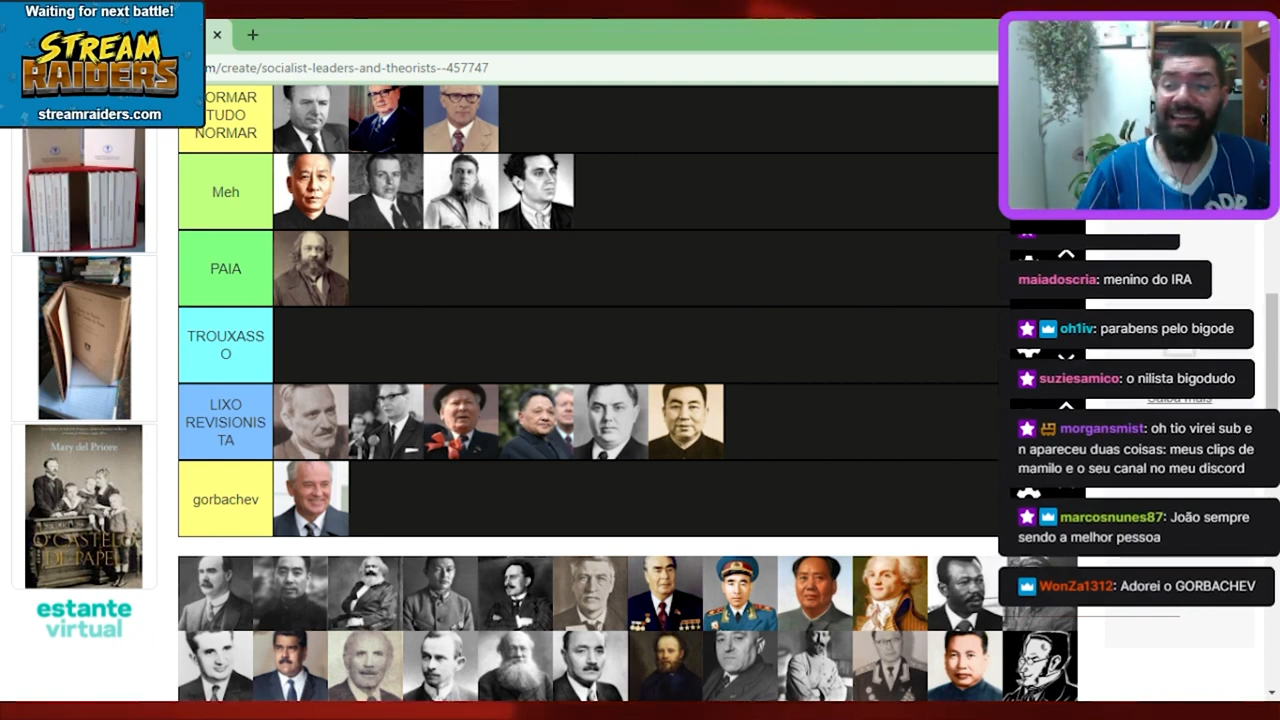 Waiting for next battle!
STREAM
RAIDERS
streamraiders.com
m/create/socialist-leaders-and-theorists--457747
ORMAR
TUDO
NORMAR
Meh
PAIA
TROUXASS
O
LIXO
REVISIONIS
TA
gorbachev
Mary del Priore
O CASTELO
DE PAPEL
estante
virtual
maiadoscria: menino do IRA
oh1iv: parabens pelo bigode
suziesamico: o nilista bigodudo
Saiba mais
morgansmist: oh tio virei sub e
n apareceu duas coisas: meus clips de
mamilo e o seu canal no meu discord
marcosnunes87: João sempre
sendo a melhor pessoa
WonZa1312: Adorei o GORBACHEV